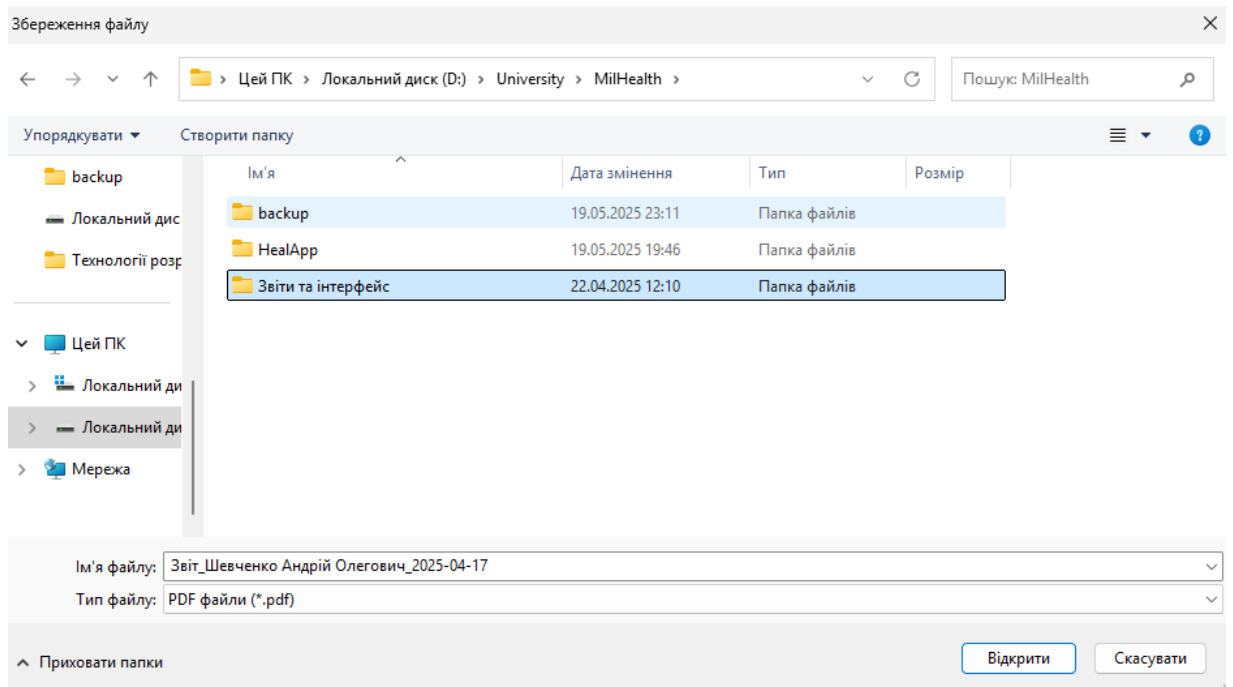 Збереження файлу
Цей ПК > Локальний диск (D:) > University > MilHealth >
Пошук: MilHealth
Упорядкувати
Створити папку
backup
Локальний дис
Технології розр
Цей ПК
Локальний ди
Локальний ди
Мережа
Ім'я Дата змінення Тип Розмір
backup 19.05.2025 23:11 Папка файлів
HealApp 19.05.2025 19:46 Папка файлів
Звіти та інтерфейс 22.04.2025 12:10 Папка файлів
Ім'я файлу: Звіт_Шевченко Андрій Олегович_2025-04-17
Тип файлу: PDF файли (*.pdf)
Приховати папки
Відкрити
Скасувати